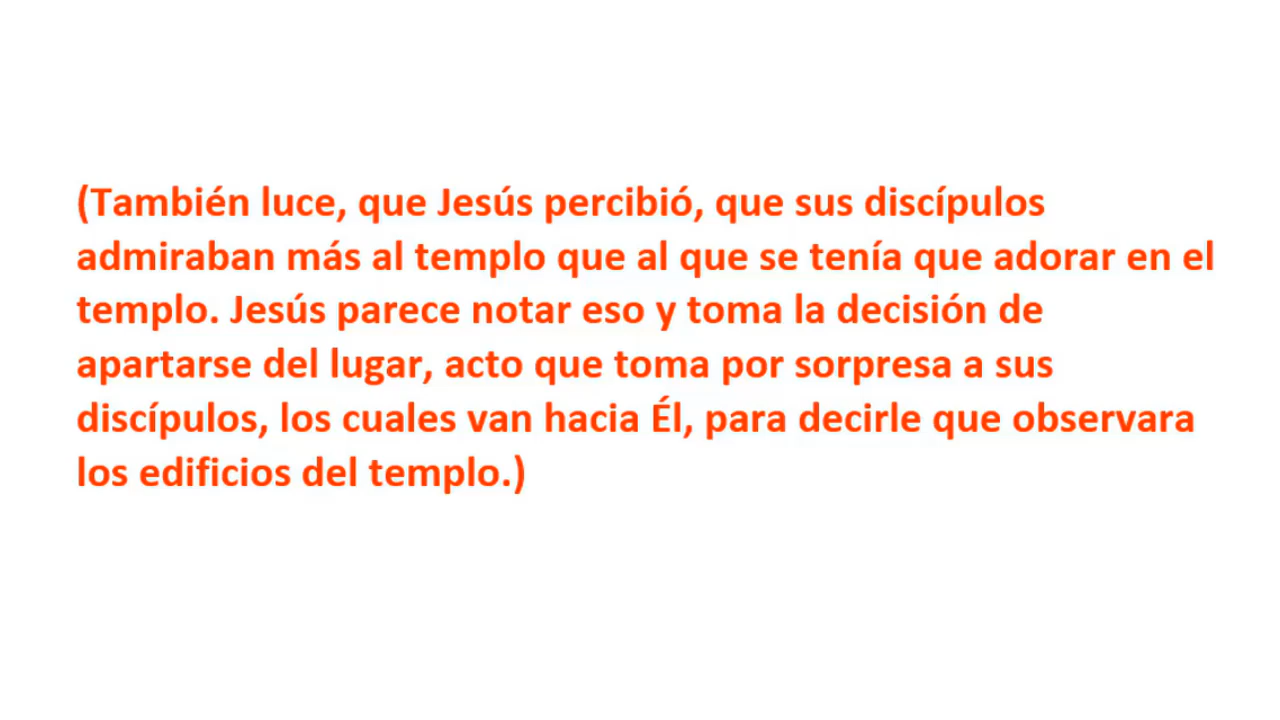 (También luce, que Jesús percibió, que sus discípulos
admiraban más al templo que al que se tenía que adorar en el
templo. Jesús parece notar eso y toma la decisión de
apartarse del lugar, acto que toma por sorpresa a sus
discípulos, los cuales van hacia Él, para decirle que observara
los edificios del templo.)